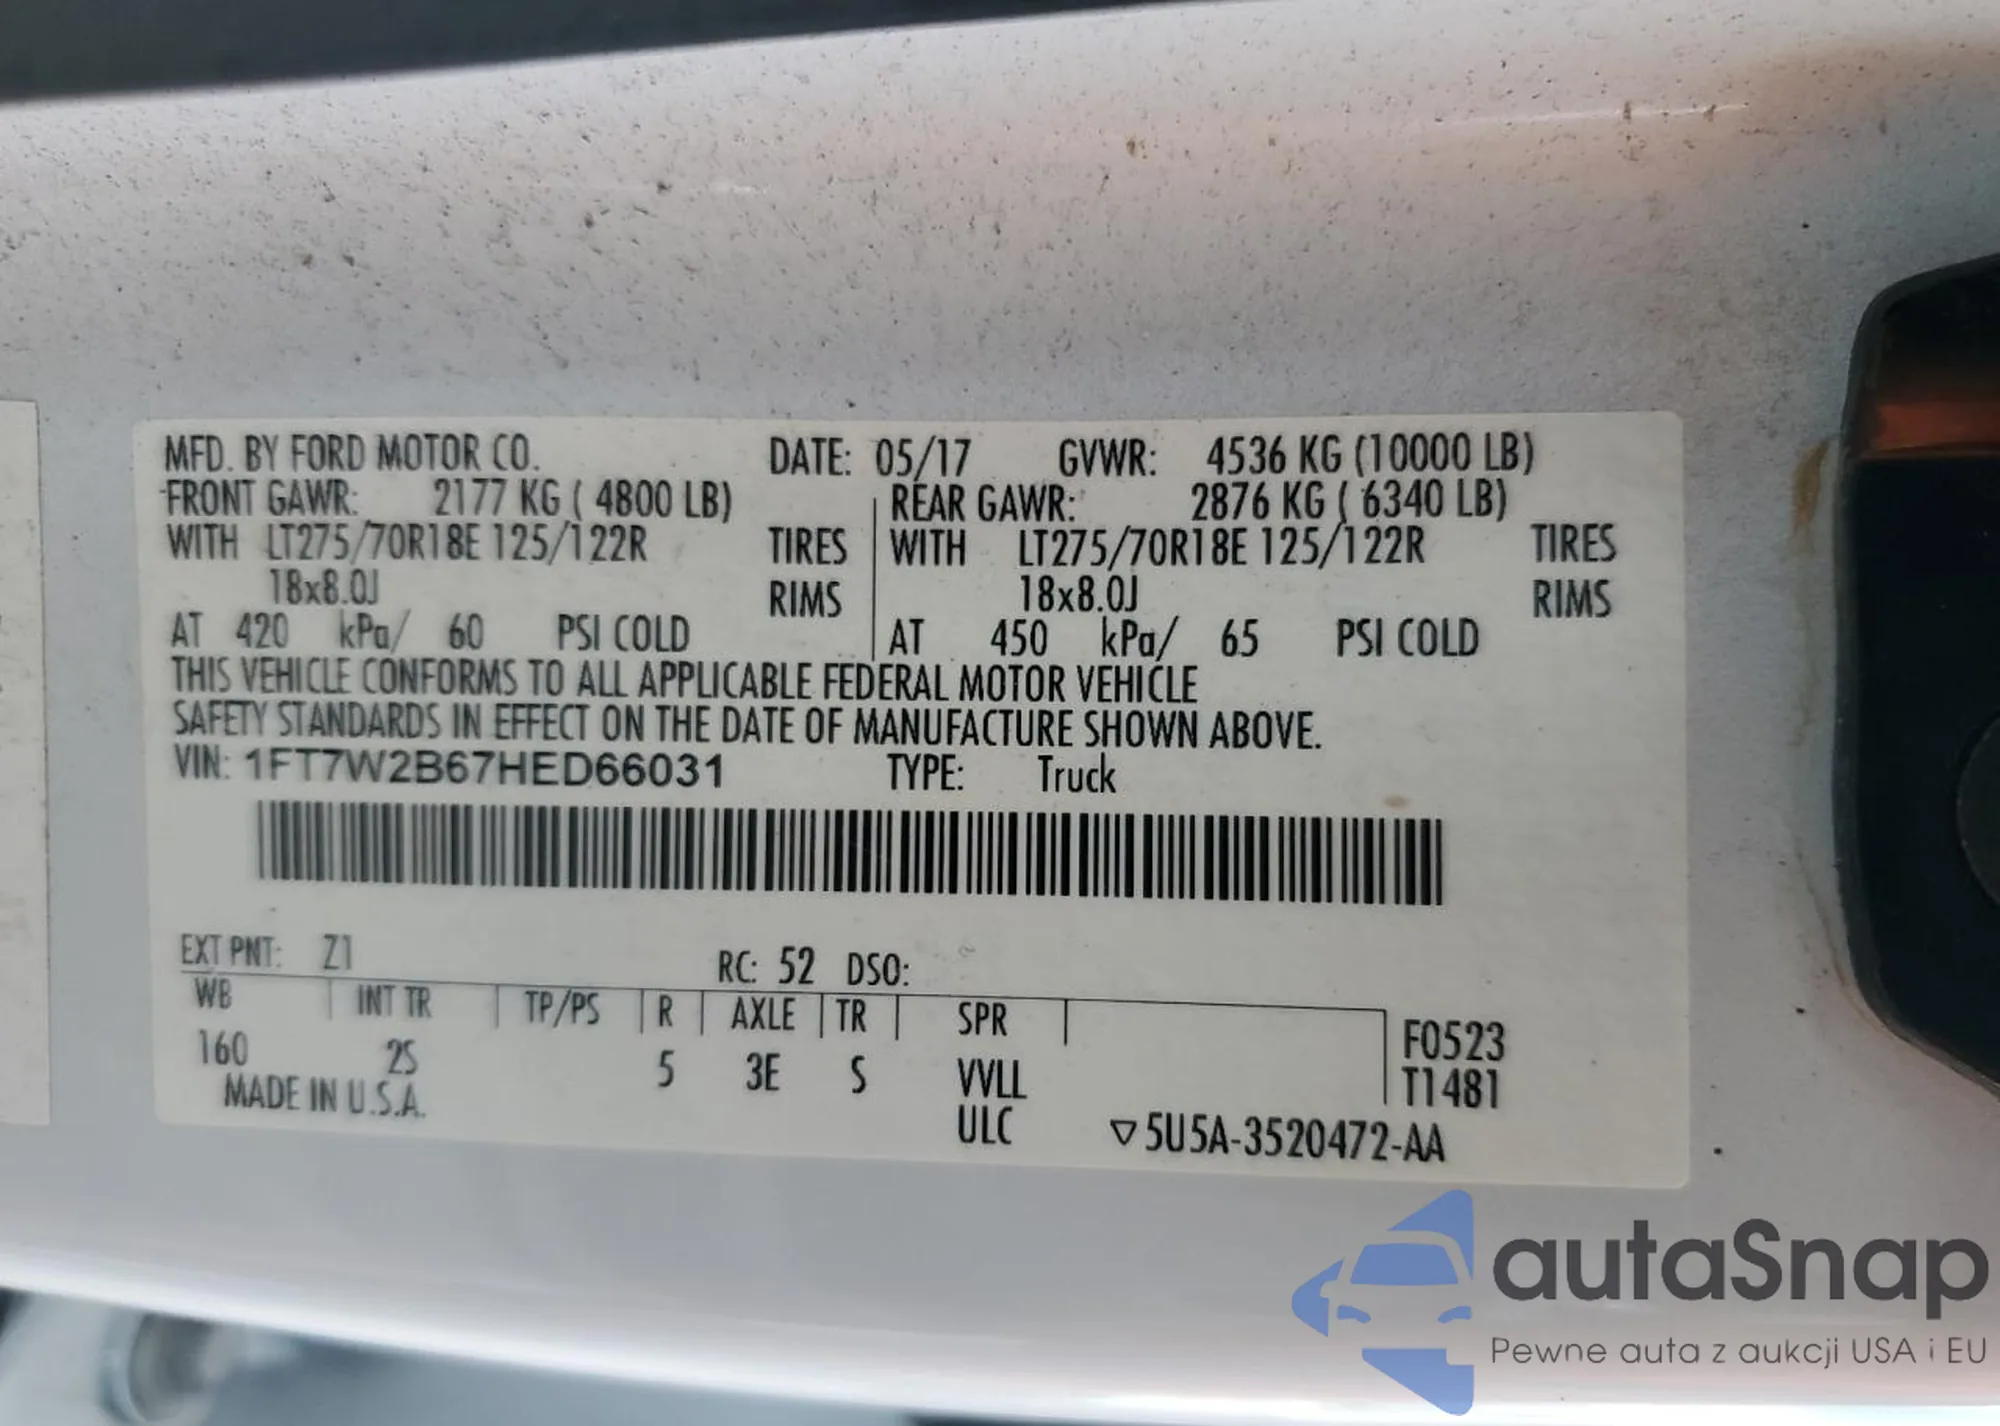 MFD. BY FORD MOTOR CO. DATE: 05/17 GVWR: 4536 KG (10000 LB)
FRONT GAWR: 2177 KG ( 4800 LB) REAR GAWR: 2876 KG ( 6340 LB)
WITH LT275/70R18E 125/122R TIRES WITH LT275/70R18E 125/122R TIRES
18x8.0J RIMS 18x8.0J RIMS
AT 420 kPa/ 60 PSI COLD AT 450 kPa/ 65 PSI COLD
THIS VEHICLE CONFORMS TO ALL APPLICABLE FEDERAL MOTOR VEHICLE
SAFETY STANDARDS IN EFFECT ON THE DATE OF MANUFACTURE SHOWN ABOVE.
VIN: 1FT7W2B67HED66031 TYPE: Truck
EXT PNT: Z1 RC: 52 DSO:
WB INT TR TP/PS R AXLE TR SPR
160 2S 5 3E S VVLL
F0523
T1481
MADE IN U.S.A. ULC ▽5U5A-3520472-AA
autaSnap
Pewne auta z aukcji USA i EU